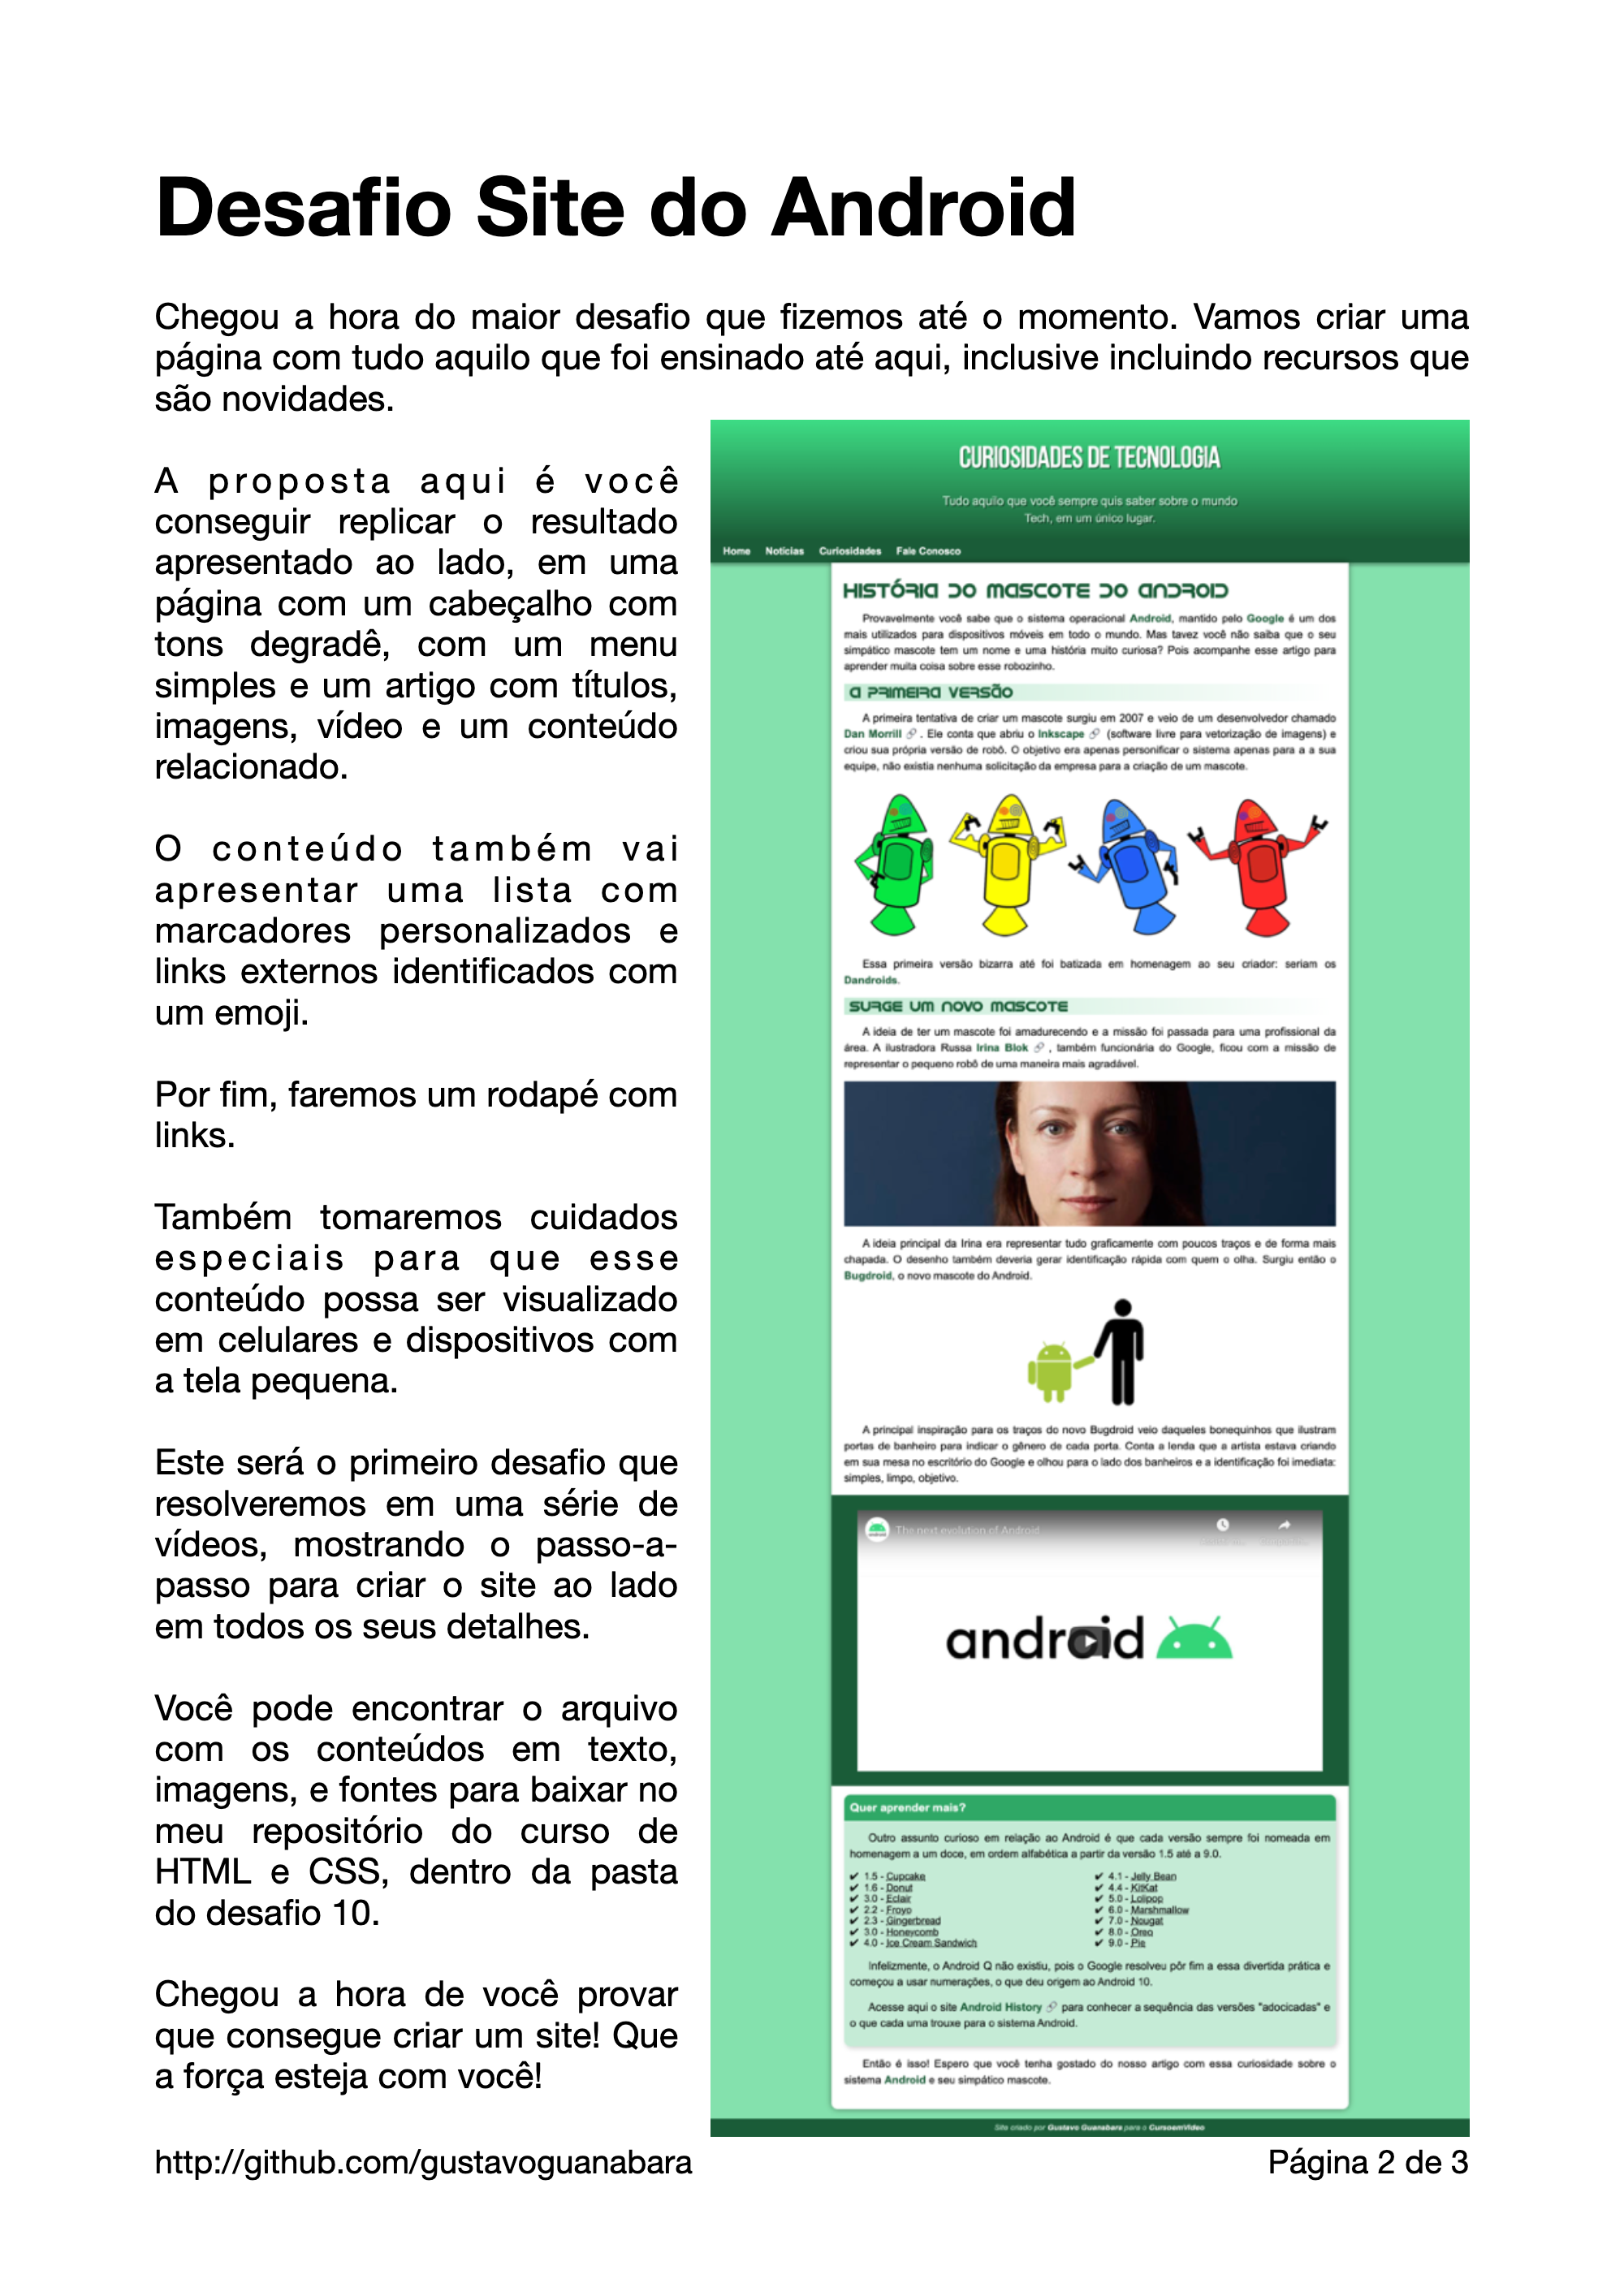 Desafio Site do Android
Chegou a hora do maior desafio que fizemos até o momento. Vamos criar uma
página com tudo aquilo que foi ensinado até aqui, inclusive incluindo recursos que
são novidades.
A proposta aqui é você
conseguir replicar o resultado
apresentado ao lado, em uma
página com um cabeçalho com
tons degradê, com um menu
simples e um artigo com títulos,
imagens, vídeo e um conteúdo
relacionado.
O conteúdo também vai
apresentar uma lista com
marcadores personalizados e
links externos identificados com
um emoji.
Por fim, faremos um rodapé com
links.
Também tomaremos cuidados
especiais para que esse
conteúdo possa ser visualizado
em celulares e dispositivos com
a tela pequena.
Este será o primeiro desafio que
resolveremos em uma série de
vídeos, mostrando o passo-a-
passo para criar o site ao lado
em todos os seus detalhes.
Você pode encontrar o arquivo
com os conteúdos em texto,
imagens, e fontes para baixar no
meu repositório do curso de
HTML e CSS, dentro da pasta
do desafio 10.
Chegou a hora de você provar
que consegue criar um site! Que
a força esteja com você!
CURIOSIDADES DE TECNOLOGIA
Tudo aquilo que você sempre quis saber sobre o mundo
Tech, em um único lugar.
Home Notícias Curiosidades Fale Conosco
HISTÓRIA DO MASCOTE DO ANDROID
Provavelmente você sabe que o sistema operacional Android, mantido pelo Google é um dos
mais utilizados para dispositivos móveis em todo o mundo. Mas tavez você não saiba que o seu
simpático mascote tem um nome e uma história muito curiosa? Pois acompanhe esse artigo para
aprender muita coisa sobre esse robozinho.
A PRIMEIRA VERSÃO
A primeira tentativa de criar um mascote surgiu em 2007 e veio de um desenvolvedor chamado
Dan Morrill 🔗 . Ele conta que abriu o Inkscape 🔗 (software livre para vetorização de imagens) e
criou sua própria versão de robô. O objetivo era apenas personificar o sistema apenas para a a sua
equipe, não existia nenhuma solicitação da empresa para a criação de um mascote.
Essa primeira versão bizarra até foi batizada em homenagem ao seu criador: seriam os
Dandroids.
SURGE UM NOVO MASCOTE
A ideia de ter um mascote foi amadurecendo e a missão foi passada para uma profissional da
área. A ilustradora Russa Irina Blok 🔗 , também funcionária do Google, ficou com a missão de
representar o pequeno robô de uma maneira mais agradável.
A ideia principal da Irina era representar tudo graficamente com poucos traços e de forma mais
chapada. O desenho também deveria gerar identificação rápida com quem o olha. Surgiu então o
Bugdroid, o novo mascote do Android.
A principal inspiração para os traços do novo Bugdroid veio daqueles bonequinhos que ilustram
portas de banheiro para indicar o gênero de cada porta. Conta a lenda que a artista estava criando
em sua mesa no escritório do Google e olhou para o lado dos banheiros e a identificação foi imediata:
simples, limpo, objetivo.
The next evolution of Android
android
Quer aprender mais?
Outro assunto curioso em relação ao Android é que cada versão sempre foi nomeada em
homenagem a um doce, em ordem alfabética a partir da versão 1.5 até a 9.0.
✔ 1.5 - Cupcake
✔ 1.6 - Donut
✔ 3.0 - Eclair
✔ 2.2 - Froyo
✔ 2.3 - Gingerbread
✔ 3.0 - Honeycomb
✔ 4.0 - Ice Cream Sandwich
✔ 4.1 - Jelly Bean
✔ 4.4 - KitKat
✔ 5.0 - Lolipop
✔ 6.0 - Marshmallow
✔ 7.0 - Nougat
✔ 8.0 - Oreo
✔ 9.0 - Pie
Infelizmente, o Android Q não existiu, pois o Google resolveu pôr fim a essa divertida prática e
começou a usar numerações, o que deu origem ao Android 10.
Acesse aqui o site Android History 🔗 para conhecer a sequência das versões "adocicadas" e
o que cada uma trouxe para o sistema Android.
Então é isso! Espero que você tenha gostado do nosso artigo com essa curiosidade sobre o
sistema Android e seu simpático mascote.
Site criado por Gustavo Guanabara para o CursoemVideo
http://github.com/gustavoguanabara
Página 2 de 3